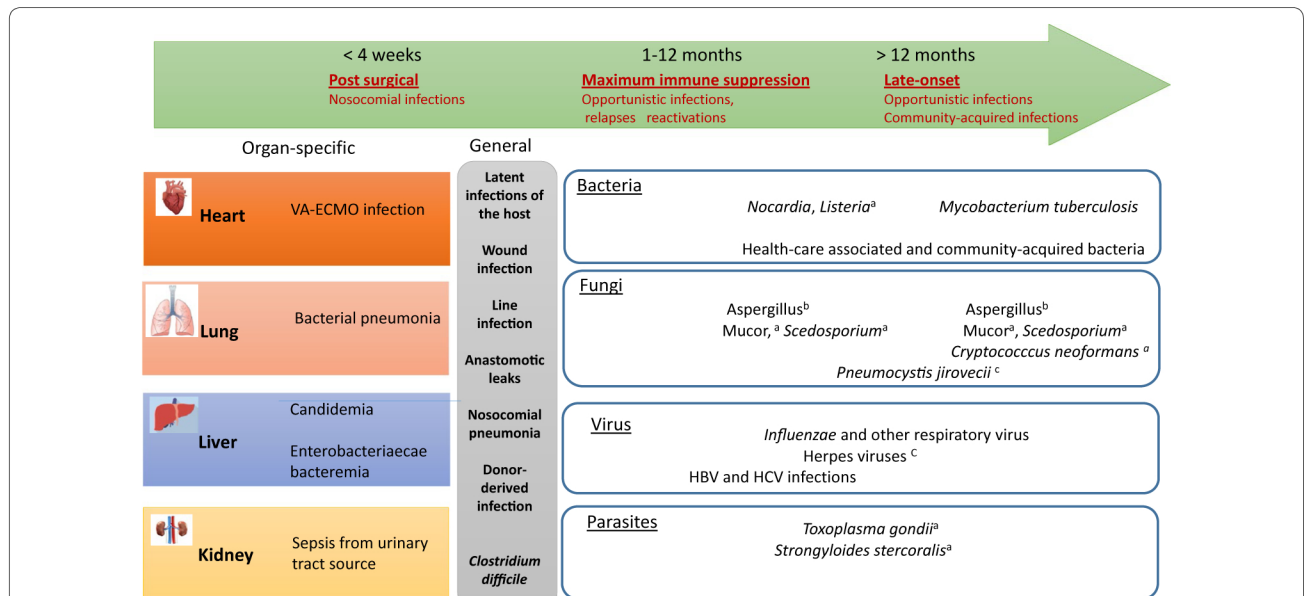 < 4 weeks
Post surgical
Nosocomial infections
1-12 months
Maximum immune suppression
Opportunistic infections,
relapses reactivations
> 12 months
Late-onset
Opportunistic infections
Community-acquired infections
Organ-specific
Heart
VA-ECMO infection
Lung
Bacterial pneumonia
Liver
Candidemia
Enterobacteriaecae
bacteremia
Kidney
Sepsis from urinary
tract source
General
Latent
infections of
the host
Wound
infection
Line
infection
Anastomotic
leaks
Nosocomial
pneumonia
Donor-
derived
infection
Clostridium
difficile
Bacteria
Nocardia, Listeriaᵃ
Mycobacterium tuberculosis
Health-care associated and community-acquired bacteria
Fungi
Aspergillusᵇ
Mucor,ᵃ Scedosporiumᵃ
Aspergillusᵇ
Mucorᵃ, Scedosporiumᵃ
Cryptococccus neoformans ᵃ
Pneumocystis jirovecii ᶜ
Virus
Influenzae and other respiratory virus
Herpes viruses ᶜ
HBV and HCV infections
Parasites
Toxoplasma gondiiᵃ
Strongyloides stercoralisᵃ